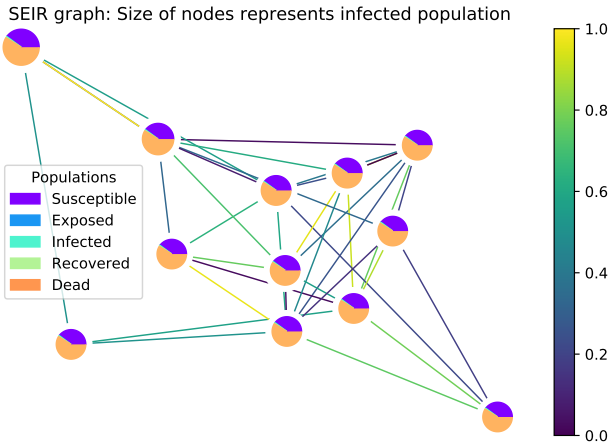 SEIR graph: Size of nodes represents infected population
Populations
Susceptible
Exposed
Infected
Recovered
Dead
1.0
0.8
0.6
0.4
0.2
0.0